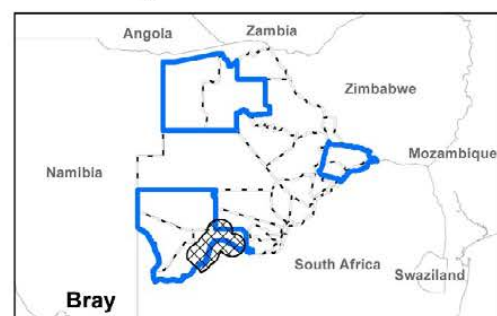 Angola
Zambia
Zimbabwe
Mozambique
Namibia
South Africa
Swaziland
Bray